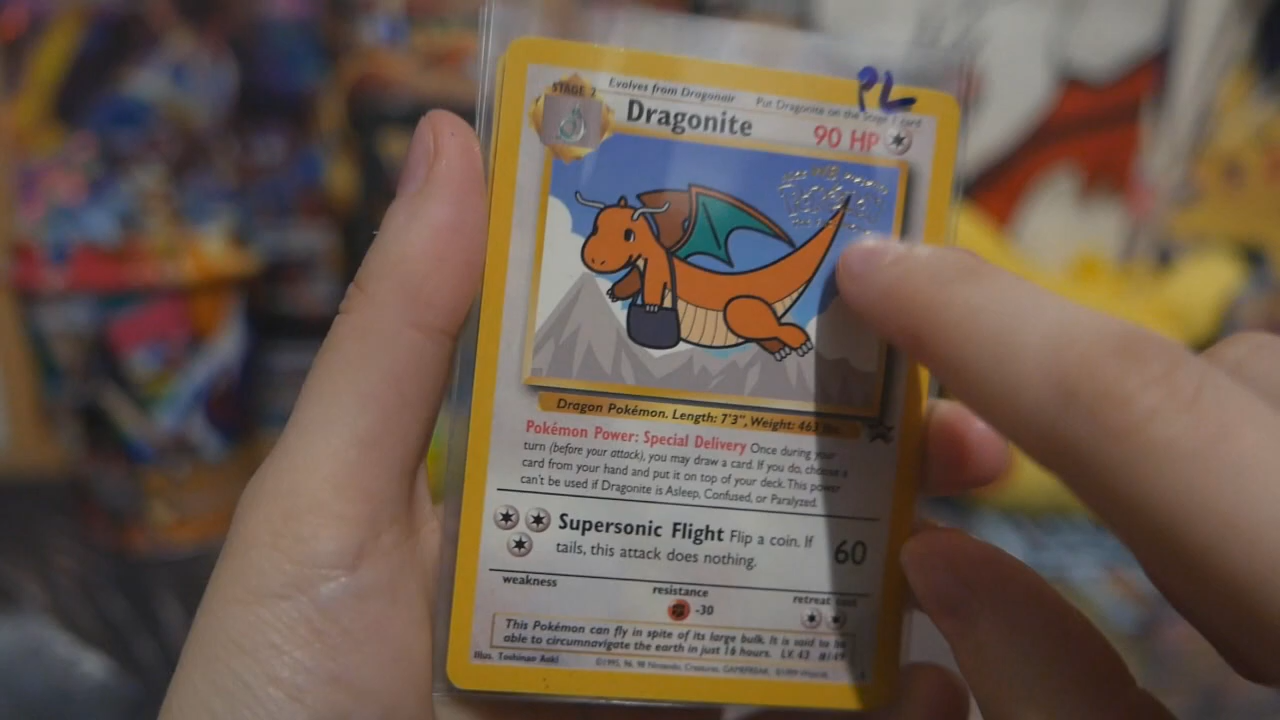 PL
STAGE 2
Evolves from Dragonair
Put Dragonite on the Stage 1 card
Dragonite
90 HP
Dragon Pokémon. Length: 7'3", Weight: 463 lbs.
Pokémon Power: Special Delivery Once during your
turn (before your attack), you may draw a card. If you do, choose a
card from your hand and put it on top of your deck. This power
can't be used if Dragonite is Asleep, Confused, or Paralyzed.
Supersonic Flight Flip a coin. If
tails, this attack does nothing.
60
weakness
resistance
retreat cost
-30
This Pokémon can fly in spite of its large bulk. It is said to be
able to circumnavigate the earth in just 16 hours. LV. 43 #149
Illus. Toshinao Aoki
©1995, 96, 98 Nintendo, Creatures, GAMEFREAK. ©1999 Wizards.